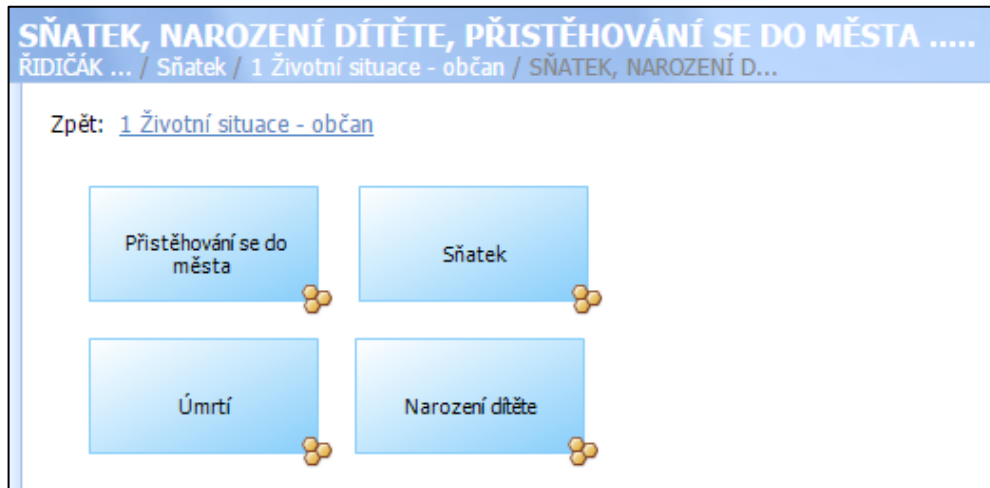 SŇATEK, NAROZENÍ DÍTĚTE, PŘISTĚHOVÁNÍ SE DO MĚSTA .....
ŘIDIČÁK ... / Sňatek / 1 Životní situace - občan / SŇATEK, NAROZENÍ D...
Zpět: 1 Životní situace - občan
Přistěhování se do
města
Sňatek
Úmrtí
Narození dítěte